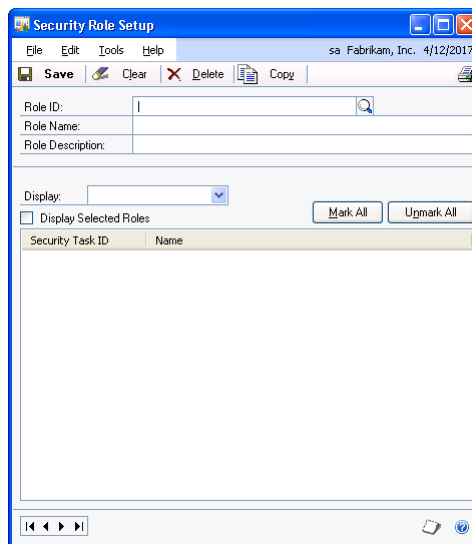 Security Role Setup
File Edit Tools Help sa Fabrikam, Inc. 4/12/2017
Save Clear Delete Copy
Role ID:
Role Name:
Role Description:
Display:
Display Selected Roles Mark All Unmark All
Security Task ID Name